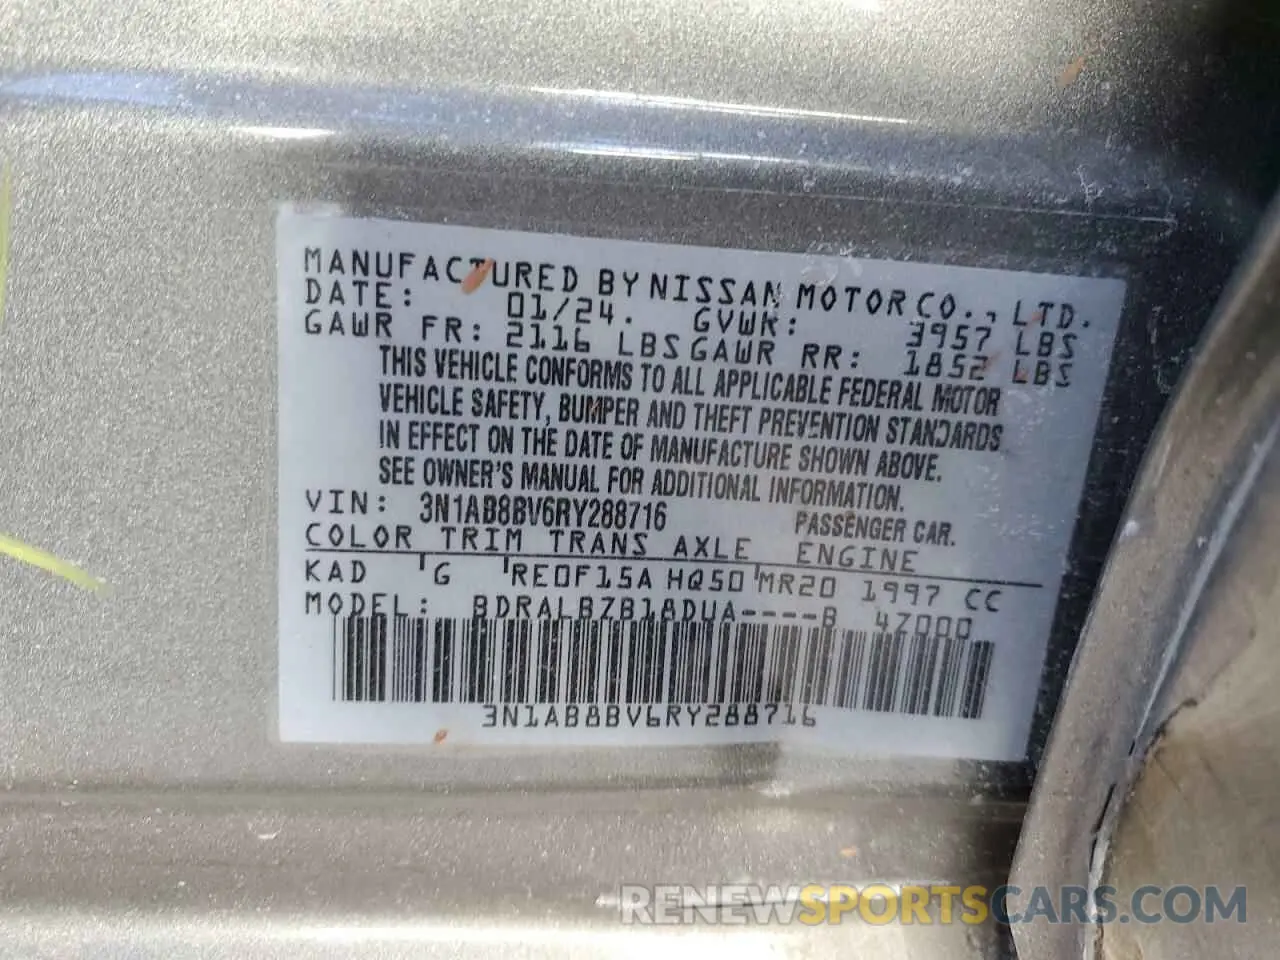 MANUFACTURED BY NISSAN MOTOR CO., LTD.
DATE: 01/24. GVWR: 3957 LBS
GAWR FR: 2116 LBS GAWR RR: 1852 LBS
THIS VEHICLE CONFORMS TO ALL APPLICABLE FEDERAL MOTOR
VEHICLE SAFETY, BUMPER AND THEFT PREVENTION STANDARDS
IN EFFECT ON THE DATE OF MANUFACTURE SHOWN ABOVE.
SEE OWNER'S MANUAL FOR ADDITIONAL INFORMATION.
VIN: 3N1AB8BV6RY288716 PASSENGER CAR.
COLOR TRIM TRANS AXLE ENGINE
KAD G RE0F15A HQ50 MR20 1997 CC
MODEL: BDRALBZB18DUA----B 4Z000
3N1AB8BV6RY288716
RENEWSPORTSCARS.COM